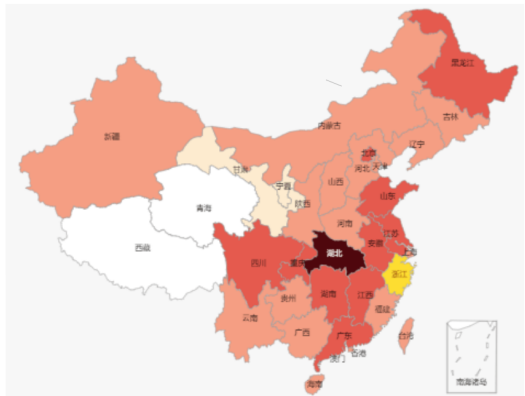 黑龙江
吉林
辽宁
内蒙古
新疆
北京
天津
河北
甘肃
宁夏
山西
陕西
山东
青海
河南
西藏
江苏
安徽
上海
四川
重庆
湖北
浙江
湖南
江西
贵州
福建
云南
广西
广东
台湾
香港
澳门
海南
南海诸岛